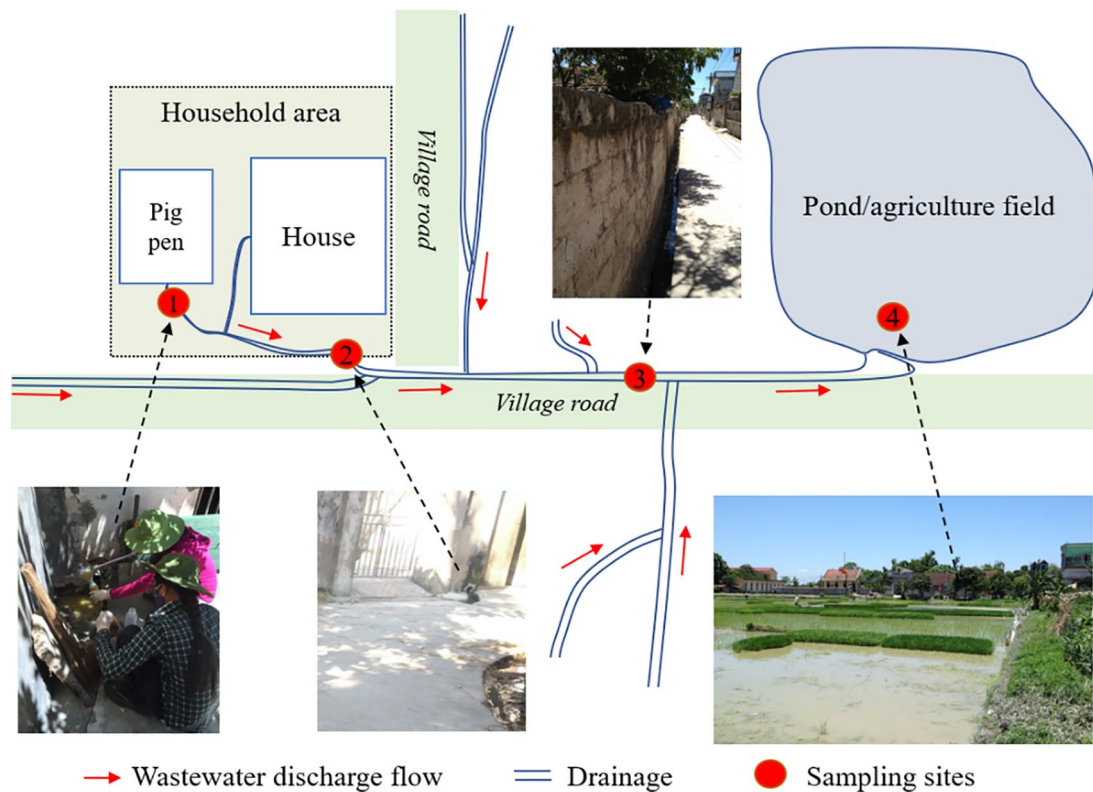 Household area
Pig
pen
House
Village road
Pond/agriculture field
1
2
3
4
Village road
Wastewater discharge flow
Drainage
Sampling sites